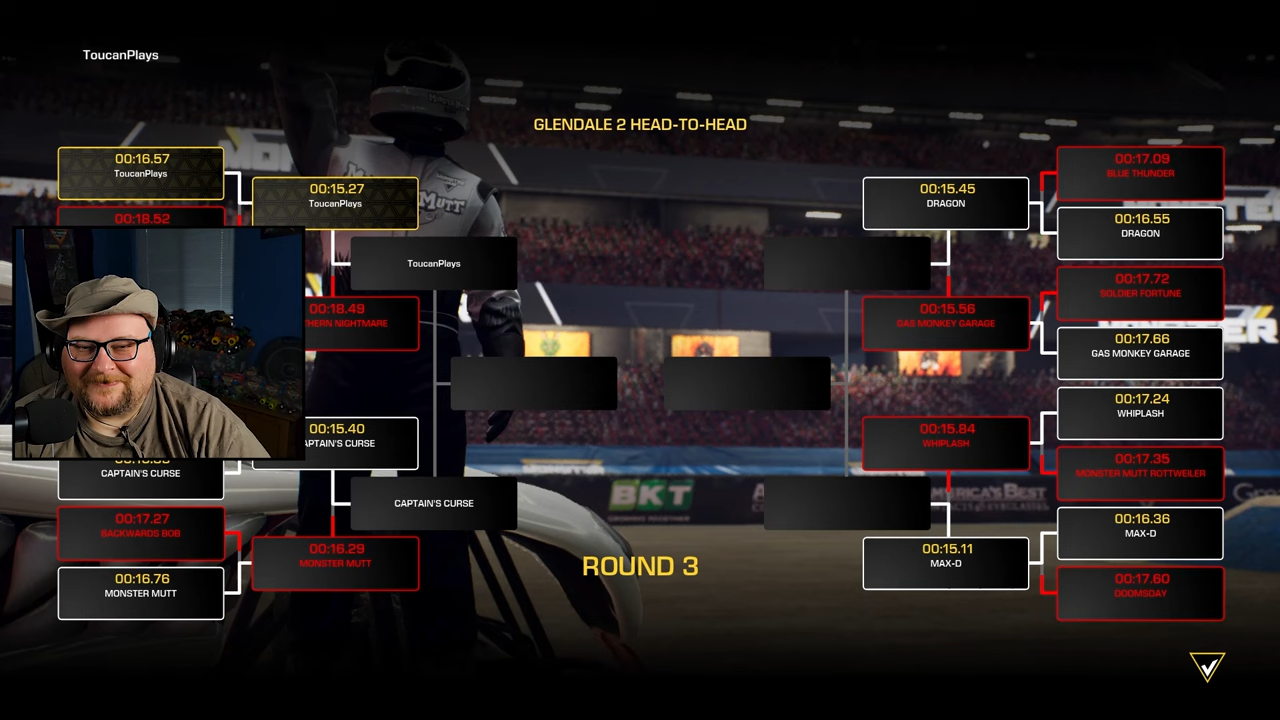 ToucanPlays
GLENDALE 2 HEAD-TO-HEAD
00:16.57
ToucanPlays
00:18.52
00:15.27
ToucanPlays
ToucanPlays
00:18.49
00:15.40
CAPTAIN'S CURSE
CAPTAIN'S CURSE
00:17.27
BACKWARDS BOB
00:16.76
MONSTER MUTT
00:16.29
MONSTER MUTT
ROUND 3
00:15.45
DRAGON
00:15.56
GAS MONKEY GARAGE
00:15.84
WHIPLASH
00:15.11
MAX-D
00:17.09
BLUE THUNDER
00:16.55
DRAGON
00:17.72
SOLDIER FORTUNE
00:17.66
GAS MONKEY GARAGE
00:17.24
WHIPLASH
00:17.35
MONSTER MUTT ROTTWEILER
00:16.36
MAX-D
00:17.60
DOOMSDAY
BKT
GROWING TOGETHER
AMERICA'S BEST
MUTT